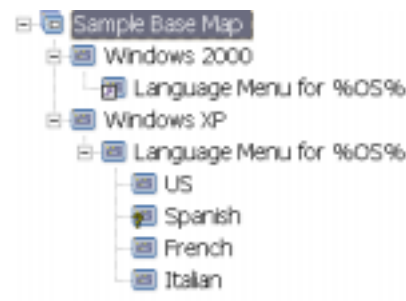 Sample Base Map
Windows 2000
Language Menu for %OS%
Windows XP
Language Menu for %OS%
US
Spanish
French
Italian